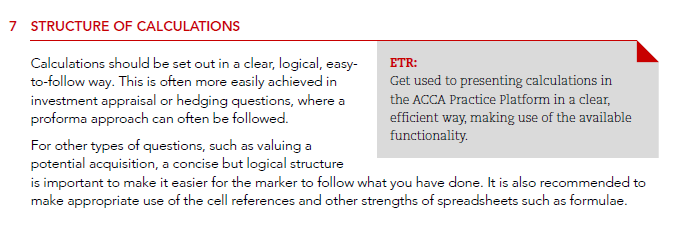 7 STRUCTURE OF CALCULATIONS
Calculations should be set out in a clear, logical, easy-
to-follow way. This is often more easily achieved in
investment appraisal or hedging questions, where a
proforma approach can often be followed.
ETR:
Get used to presenting calculations in
the ACCA Practice Platform in a clear,
efficient way, making use of the available
functionality.
For other types of questions, such as valuing a
potential acquisition, a concise but logical structure
is important to make it easier for the marker to follow what you have done. It is also recommended to
make appropriate use of the cell references and other strengths of spreadsheets such as formulae.